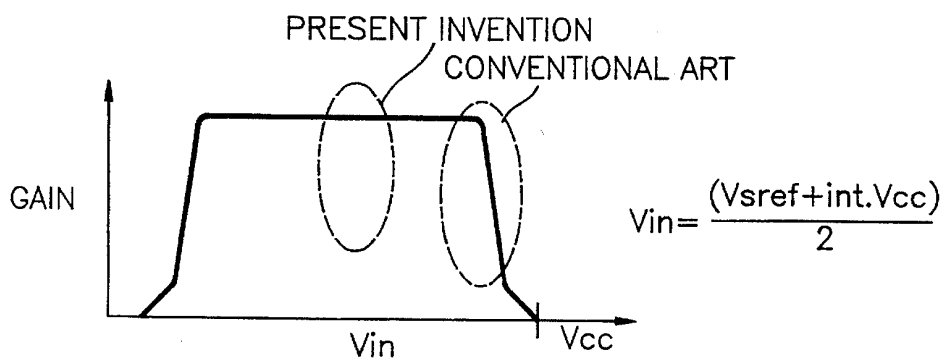 PRESENT INVENTION
CONVENTIONAL ART
GAIN
Vin= (Vsref+int.Vcc)
2
Vin
Vcc